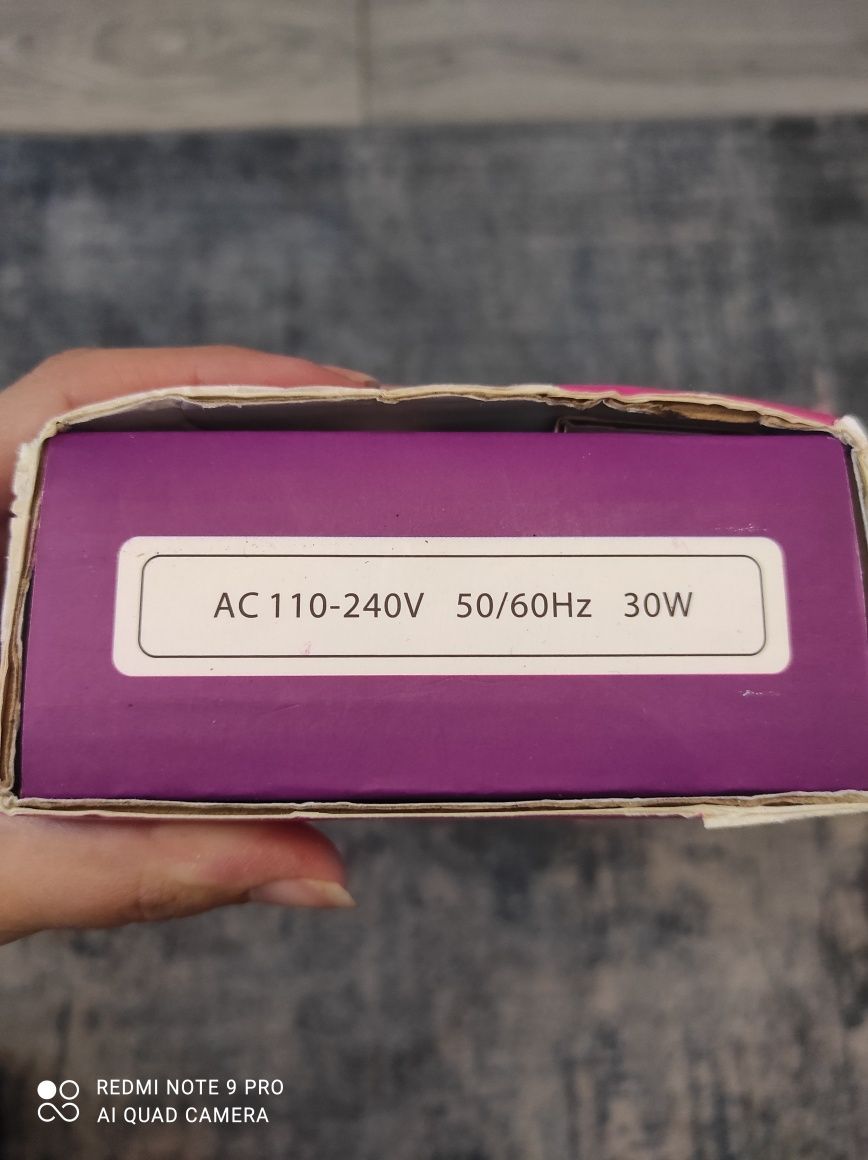 AC 110-240V 50/60Hz 30W
REDMI NOTE 9 PRO
AI QUAD CAMERA